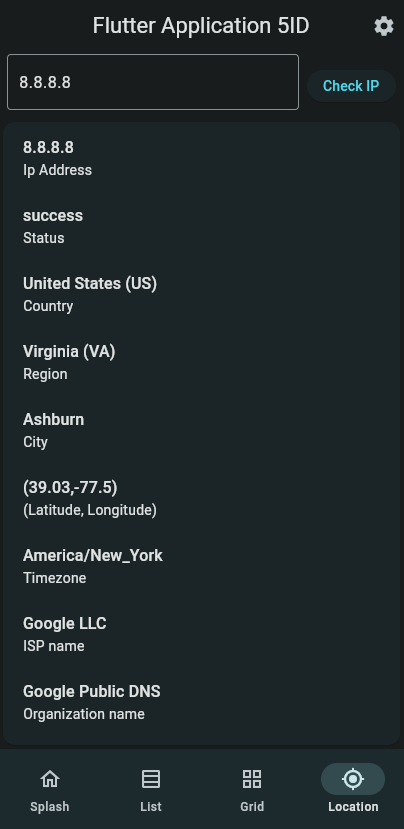 Flutter Application 5ID
8.8.8.8
Check IP
8.8.8.8
Ip Address
success
Status
United States (US)
Country
Virginia (VA)
Region
Ashburn
City
(39.03,-77.5)
(Latitude, Longitude)
America/New_York
Timezone
Google LLC
ISP name
Google Public DNS
Organization name
Splash
List
Grid
Location